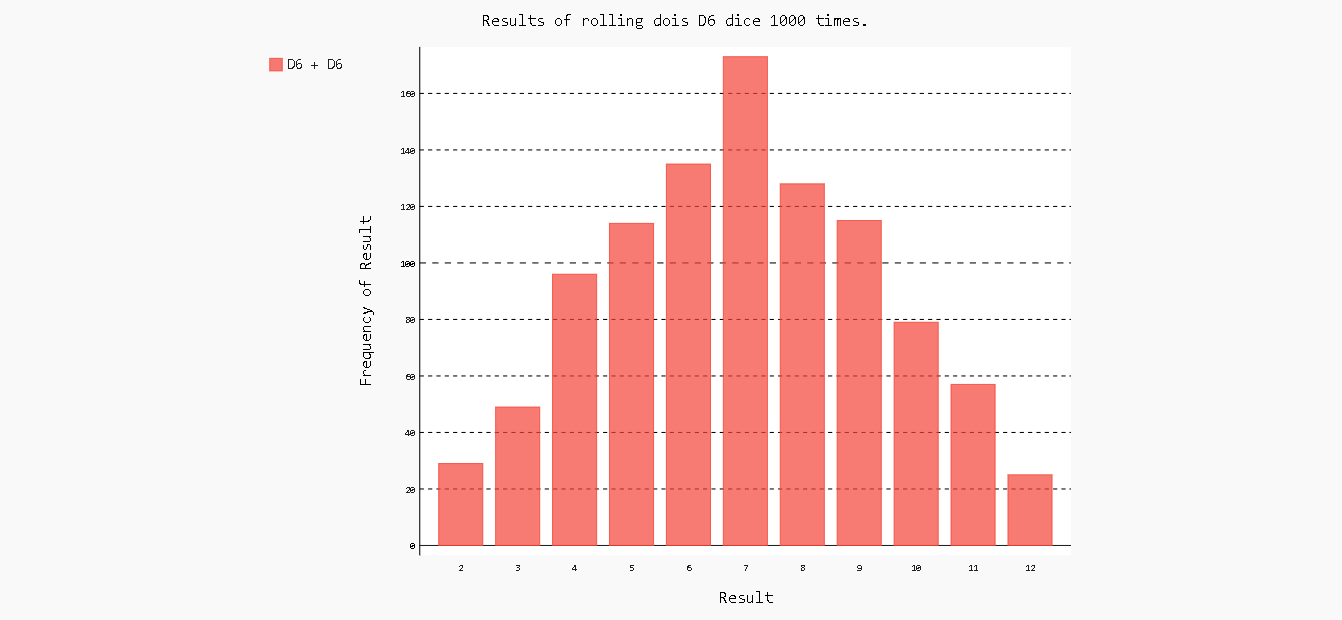 Results of rolling dois D6 dice 1000 times.
D6 + D6
Frequency of Result
160
140
120
100
80
60
40
20
0
2 3 4 5 6 7 8 9 10 11 12
Result